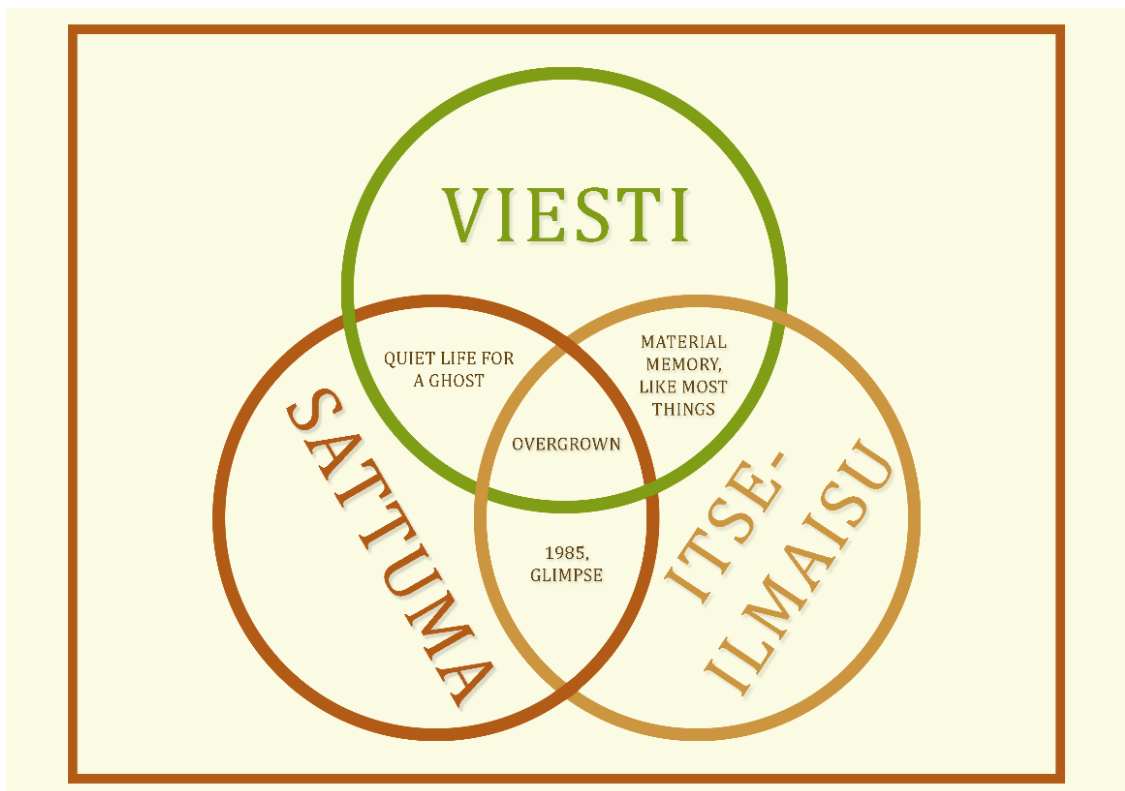 VIESTI
QUIET LIFE FOR
A GHOST
MATERIAL
MEMORY,
LIKE MOST
THINGS
OVERGROWN
SATTUMA
ITSE-
ILMAISU
1985,
GLIMPSE